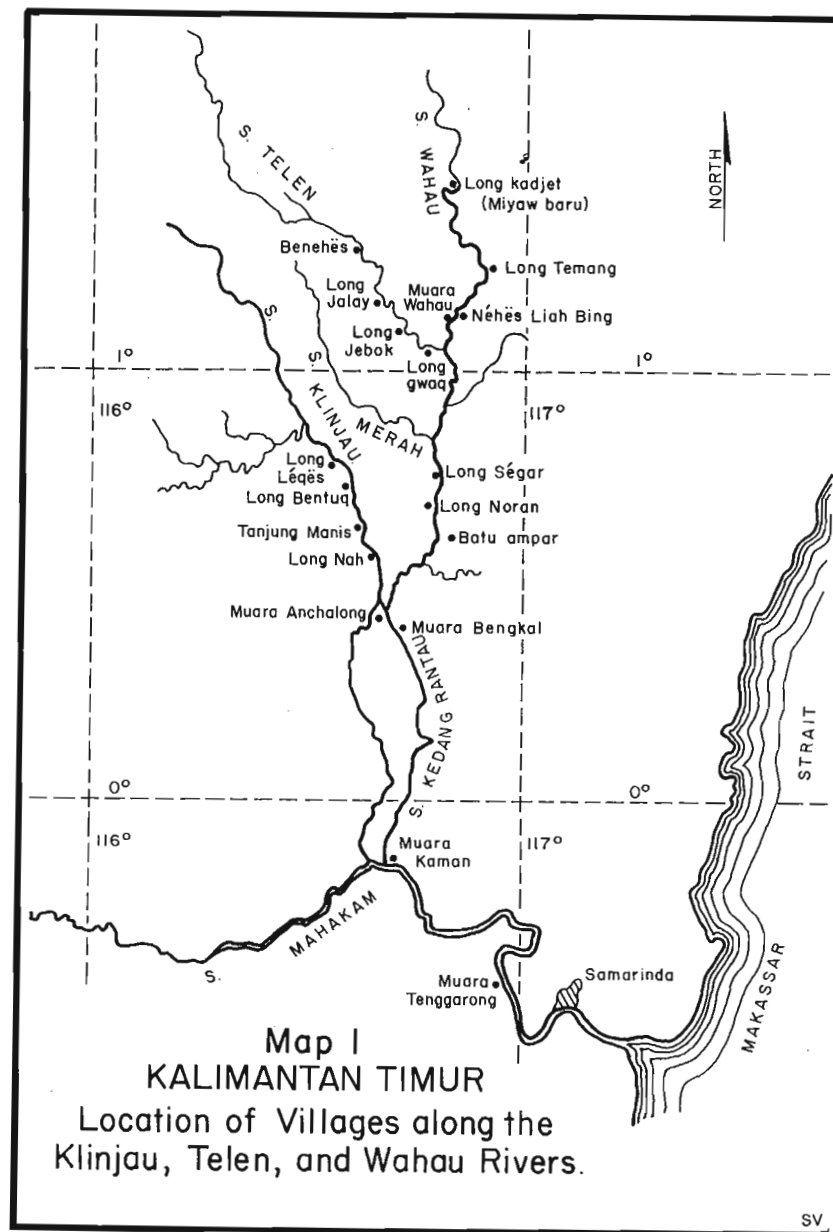 S. TELEN
S. WAHAU
NORTH
Long kadjet
(Miyaw baru)
Benehës
Long Temang
Long
Jalay
Muara
Wahau
Néhës Liah Bing
Long
Jebok
Long
gwaq
1°
1°
116°
117°
S. KLINJAU
S. MERAH
Long
Léqës
Long Bentuq
Long Ségar
Long Noran
Tanjung Manis
Batu ampar
Long Nah
Muara Anchalong
Muara Bengkal
S. KEDANG RANTAU
0°
0°
116°
117°
Muara
Kaman
S. MAHAKAM
Muara
Tenggarong
Samarinda
MAKASSAR STRAIT
Map I
KALIMANTAN TIMUR
Location of Villages along the
Klinjau, Telen, and Wahau Rivers.
SV